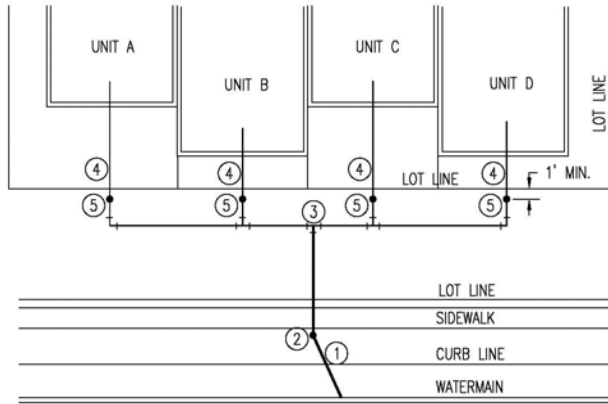 UNIT A
UNIT B
UNIT C
UNIT D
LOT LINE
4
4
4
4
LOT LINE
1' MIN.
5
5
5
5
3
LOT LINE
SIDEWALK
2
1
CURB LINE
WATERMAIN